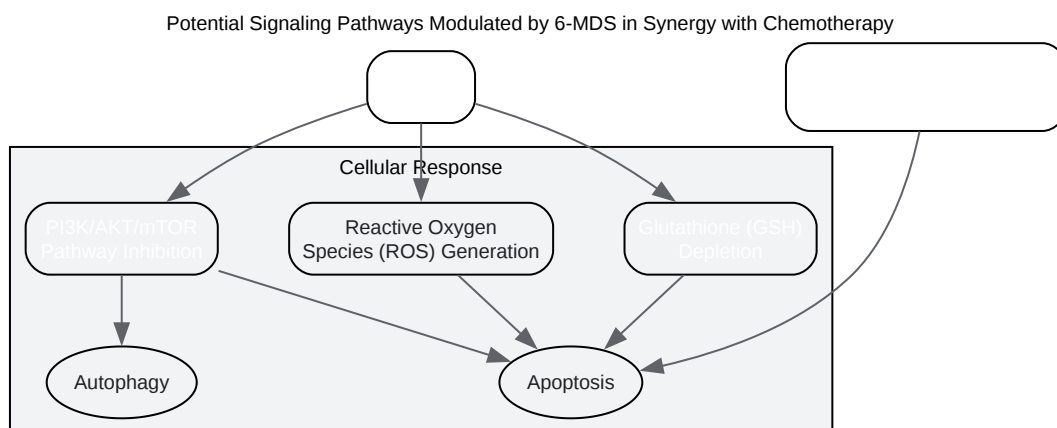 Potential Signaling Pathways Modulated by 6-MDS in Synergy with Chemotherapy
Cellular Response
PI3K/AKT/mTOR
Pathway Inhibition
Reactive Oxygen
Species (ROS) Generation
Glutathione (GSH)
Depletion
Autophagy
Apoptosis